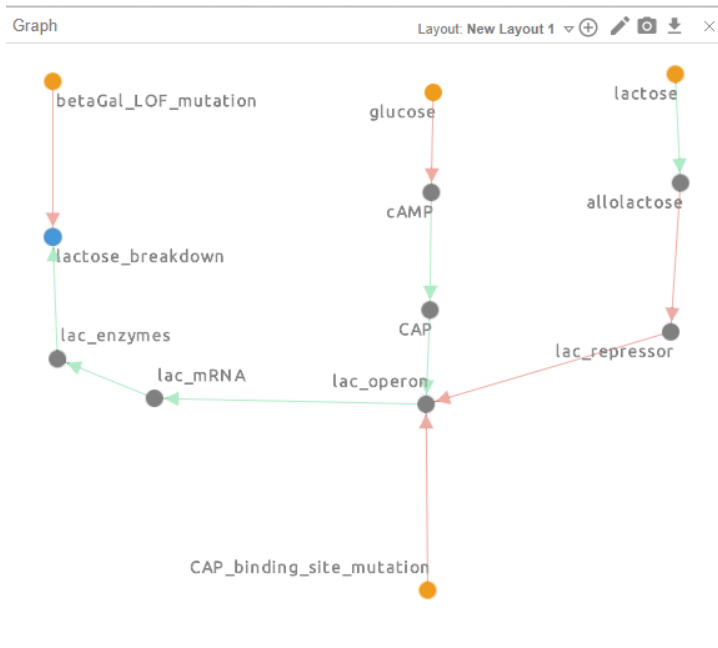 Graph
Layout: New Layout 1
betaGal_LOF_mutation
glucose
lactose
cAMP
allolactose
lactose_breakdown
CAP
lac_enzymes
lac_repressor
lac_mRNA
lac_operon
CAP_binding_site_mutation